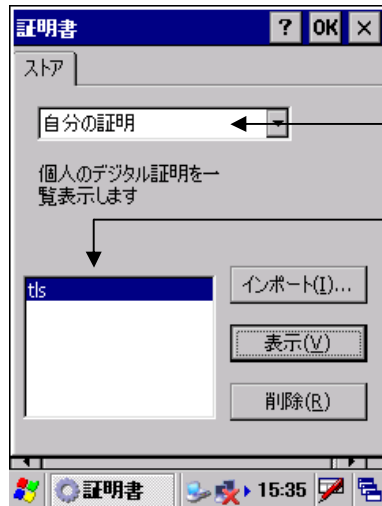 証明書 ? OK ×
ストア
自分の証明
個人のデジタル証明を一
覧表示します
tls
インポート(I)...
表示(V)
削除(R)
証明書 15:35